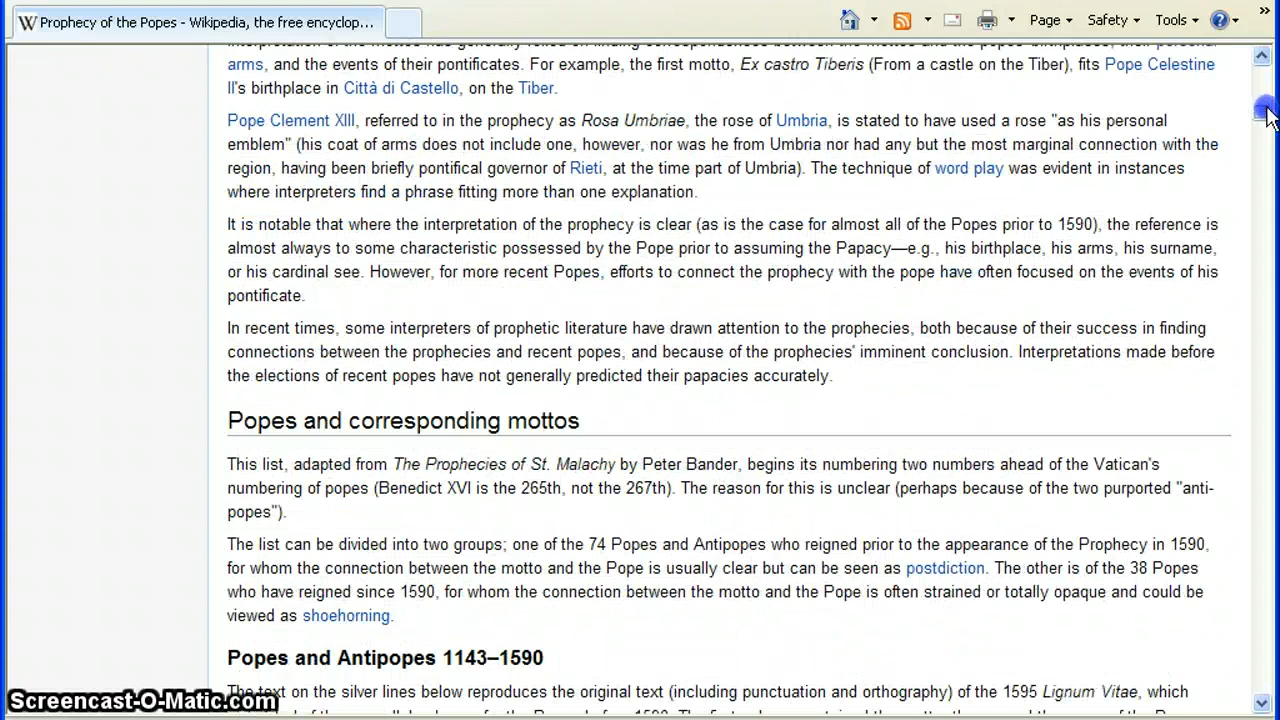 Prophecy of the Popes - Wikipedia, the free encyclop...
Page
Safety
Tools
interpretation of the mottos has generally relied on finding correspondences between the mottos and the popes' birthplaces, their personal
arms, and the events of their pontificates. For example, the first motto, Ex castro Tiberis (From a castle on the Tiber), fits Pope Celestine
II's birthplace in Città di Castello, on the Tiber.
Pope Clement XIII, referred to in the prophecy as Rosa Umbriae, the rose of Umbria, is stated to have used a rose "as his personal
emblem" (his coat of arms does not include one, however, nor was he from Umbria nor had any but the most marginal connection with the
region, having been briefly pontifical governor of Rieti, at the time part of Umbria). The technique of word play was evident in instances
where interpreters find a phrase fitting more than one explanation.
It is notable that where the interpretation of the prophecy is clear (as is the case for almost all of the Popes prior to 1590), the reference is
almost always to some characteristic possessed by the Pope prior to assuming the Papacy—e.g., his birthplace, his arms, his surname,
or his cardinal see. However, for more recent Popes, efforts to connect the prophecy with the pope have often focused on the events of his
pontificate.
In recent times, some interpreters of prophetic literature have drawn attention to the prophecies, both because of their success in finding
connections between the prophecies and recent popes, and because of the prophecies' imminent conclusion. Interpretations made before
the elections of recent popes have not generally predicted their papacies accurately.
Popes and corresponding mottos
This list, adapted from The Prophecies of St. Malachy by Peter Bander, begins its numbering two numbers ahead of the Vatican's
numbering of popes (Benedict XVI is the 265th, not the 267th). The reason for this is unclear (perhaps because of the two purported "anti-
popes").
The list can be divided into two groups; one of the 74 Popes and Antipopes who reigned prior to the appearance of the Prophecy in 1590,
for whom the connection between the motto and the Pope is usually clear but can be seen as postdiction. The other is of the 38 Popes
who have reigned since 1590, for whom the connection between the motto and the Pope is often strained or totally opaque and could be
viewed as shoehorning.
Popes and Antipopes 1143–1590
The text on the silver lines below reproduces the original text (including punctuation and orthography) of the 1595 Lignum Vitae, which
Screencast-O-Matic.com